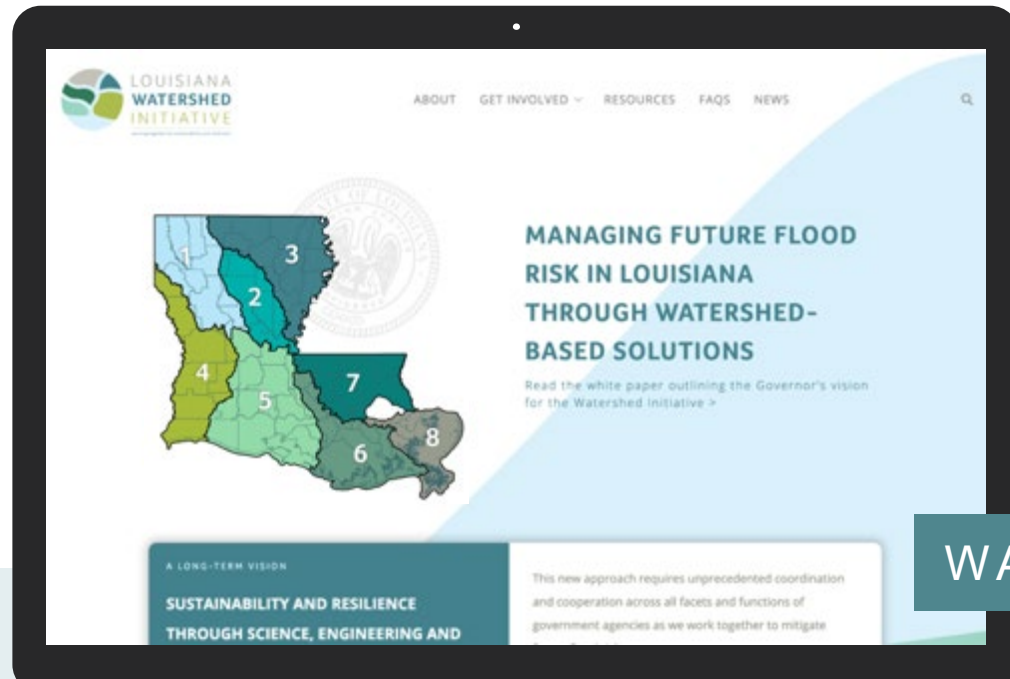 LOUISIANA
WATERSHED
INITIATIVE
ABOUT GET INVOLVED RESOURCES FAQS NEWS
1
3
2
4
7
5
8
6
MANAGING FUTURE FLOOD
RISK IN LOUISIANA
THROUGH WATERSHED-
BASED SOLUTIONS
Read the white paper outlining the Governor's vision
for the Watershed Initiative >
A LONG-TERM VISION
SUSTAINABILITY AND RESILIENCE
THROUGH SCIENCE, ENGINEERING AND
This new approach requires unprecedented coordination
and cooperation across all facets and functions of
government agencies as we work together to mitigate
WA